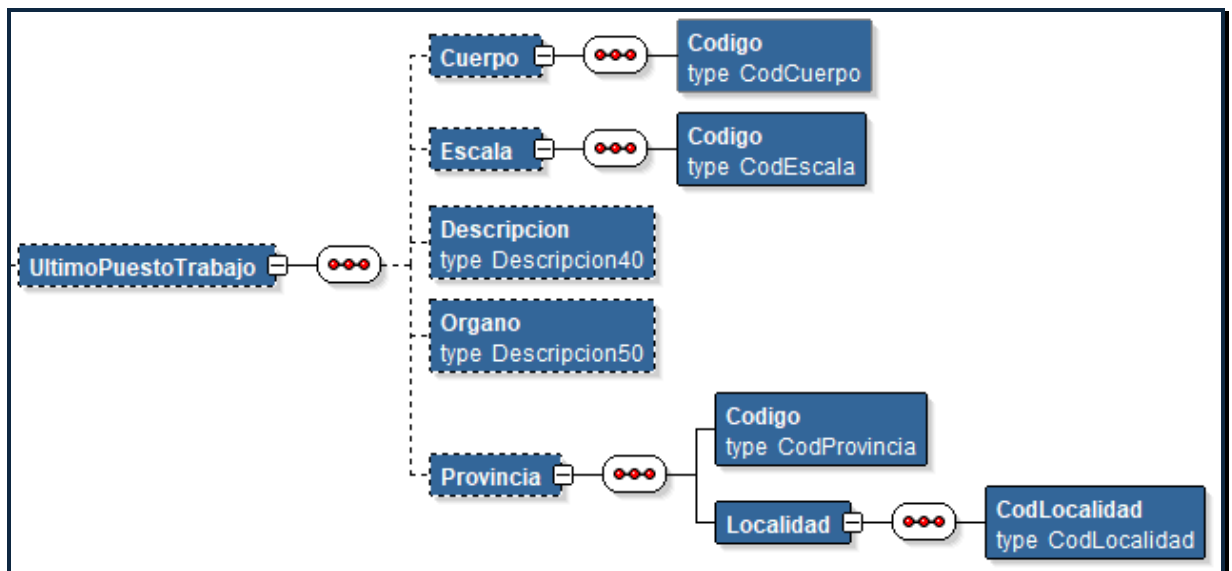 UltimoPuestoTrabajo
Cuerpo
Codigo
type CodCuerpo
Escala
Codigo
type CodEscala
Descripcion
type Descripcion40
Organo
type Descripcion50
Provincia
Codigo
type CodProvincia
Localidad
CodLocalidad
type CodLocalidad